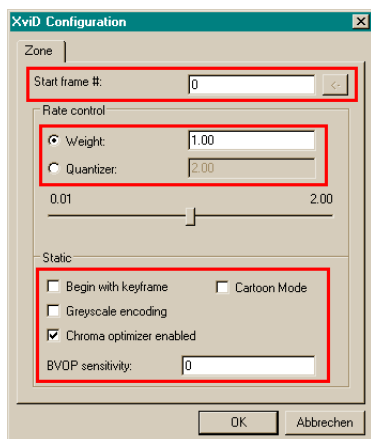 XviD Configuration
Zone
Start frame #: 0 <-
Rate control
Weight: 1.00
Quantizer: 2.00
0.01 2.00
Static
Begin with keyframe Cartoon Mode
Greyscale encoding
Chroma optimizer enabled
BVOP sensitivity: 0
OK Abbrechen